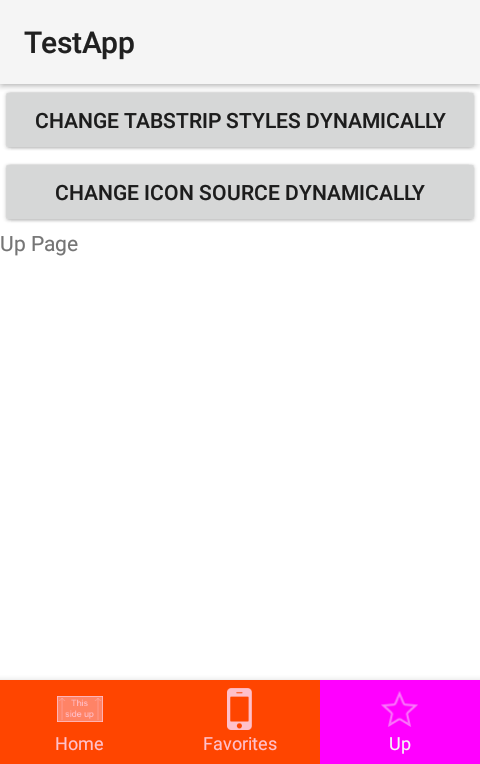 TestApp
CHANGE TABSTRIP STYLES DYNAMICALLY
CHANGE ICON SOURCE DYNAMICALLY
Up Page
This
side up
Home
Favorites
Up